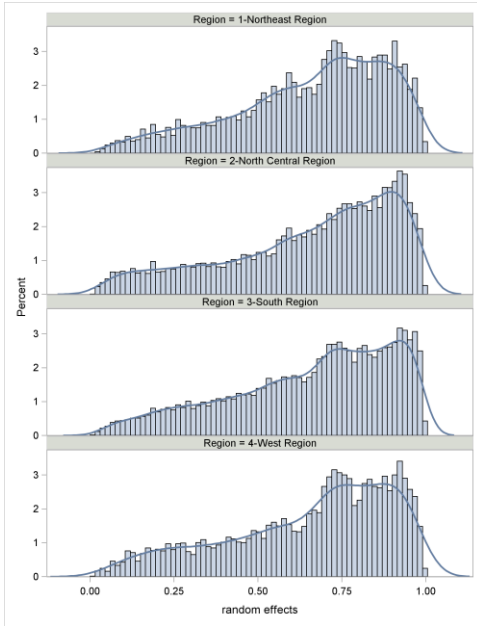 Region = 1-Northeast Region
3
2
1
0
Region = 2-North Central Region
3
2
1
0
Percent
Region = 3-South Region
3
2
1
0
Region = 4-West Region
3
2
1
0
0.00 0.25 0.50 0.75 1.00
random effects